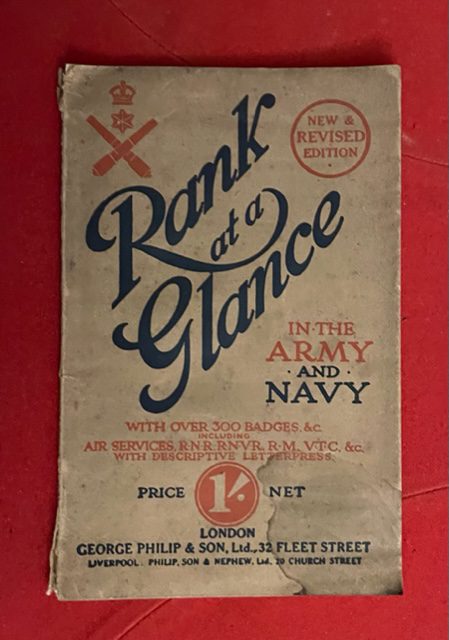 NEW &
REVISED
EDITION
Rank
at a
Glance
IN·THE
ARMY
·AND·
NAVY
WITH OVER 300 BADGES, &c.
INCLUDING
AIR SERVICES, R·N·R, R·N·V·R, R·M, V·T·C, &c.
WITH DESCRIPTIVE LETTERPRESS.
PRICE 1/- NET
LONDON
GEORGE PHILIP & SON, Ltd., 32 FLEET STREET
LIVERPOOL: PHILIP, SON & NEPHEW, Ltd., 20 CHURCH STREET